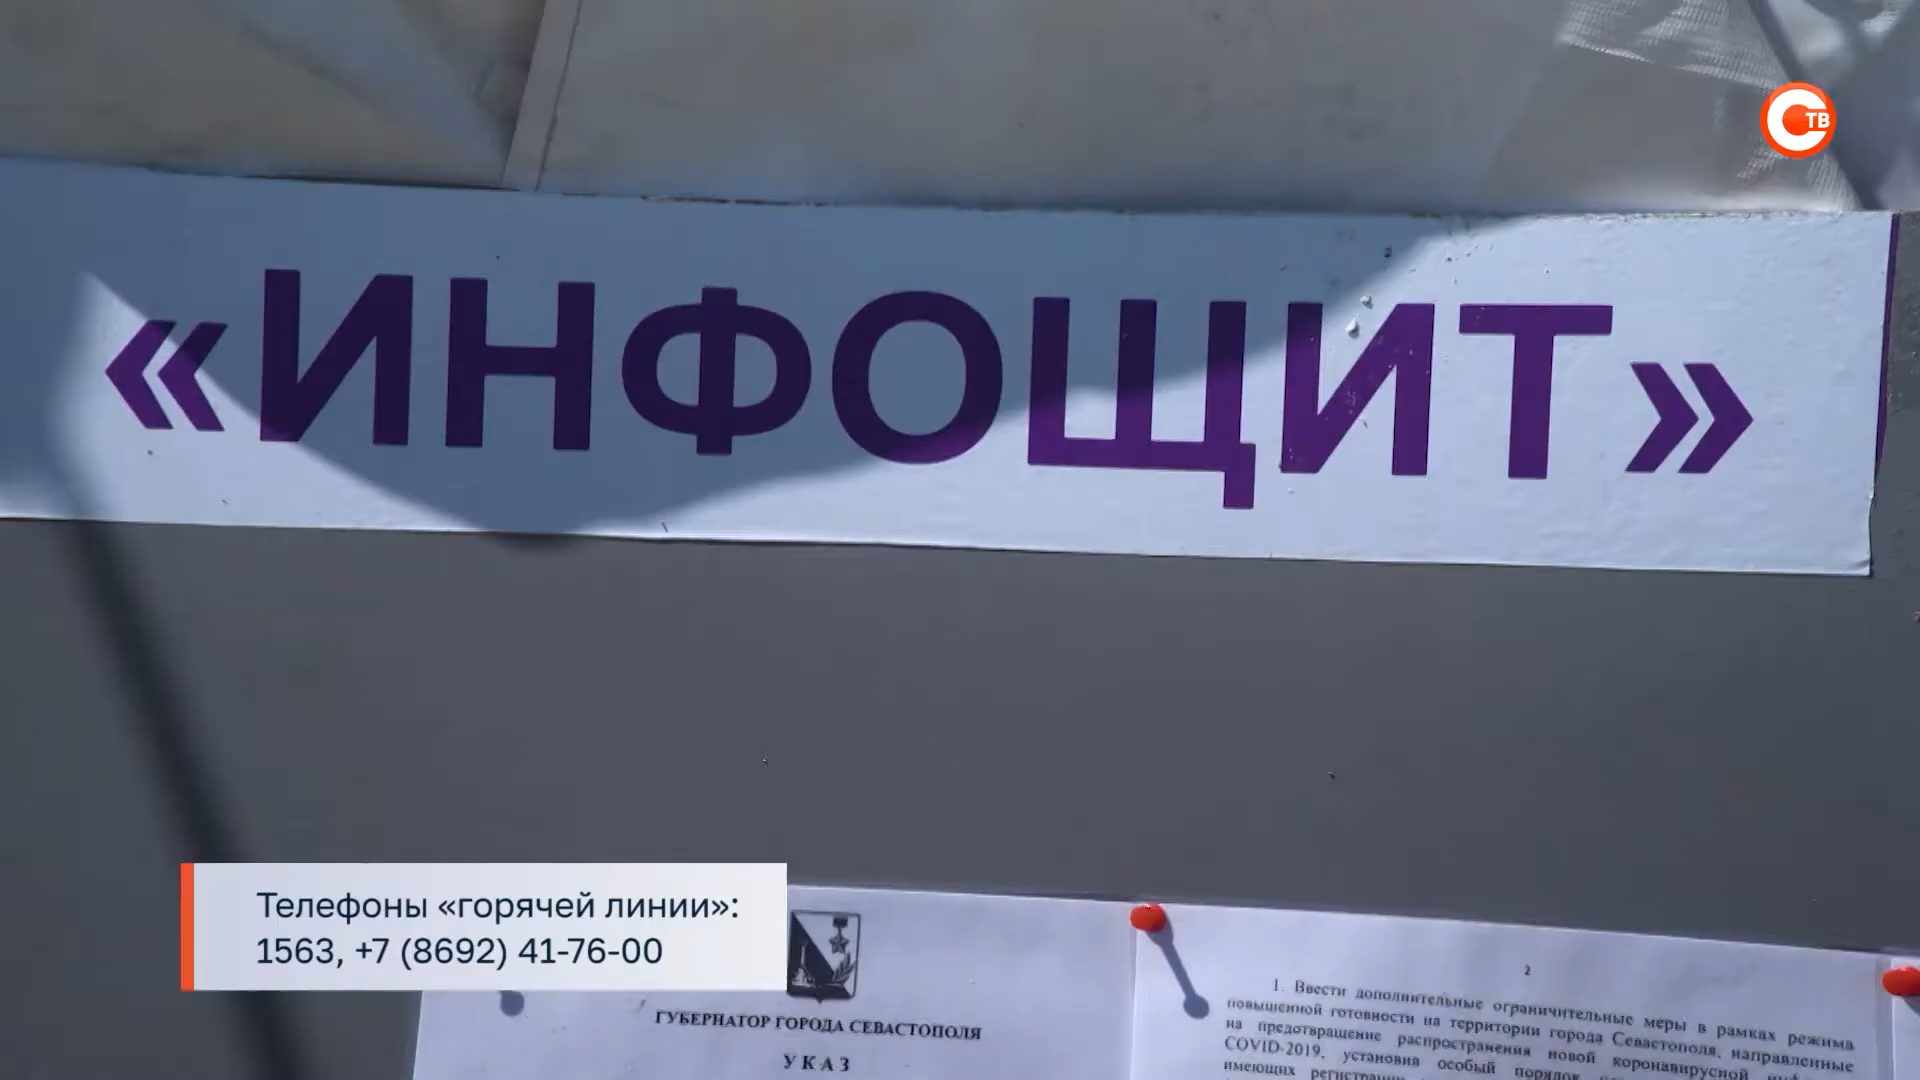 ТВ
«ИНФОЩИТ»
Телефоны «горячей линии»:
1563, +7 (8692) 41-76-00
ГУБЕРНАТОР ГОРОДА СЕВАСТОПОЛЯ
УКАЗ
2
1. Ввести дополнительные ограничительные меры в рамках режима
повышенной готовности на территории города Севастополя, направленные
на предотвращение распространения новой коронавирусной
COVID-2019, установив особый порядок
имеющих